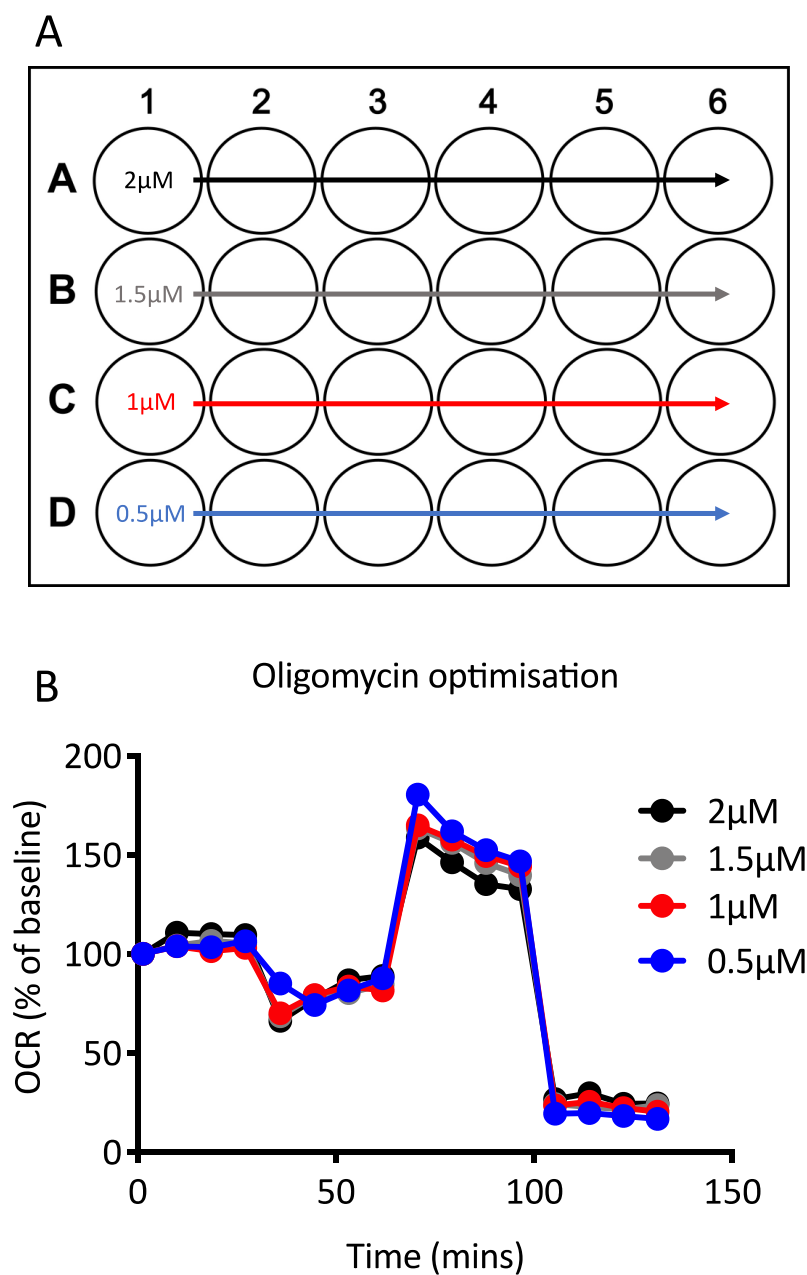 A
1 2 3 4 5 6
A 2µM
B 1.5µM
C 1µM
D 0.5µM
B
Oligomycin optimisation
OCR (% of baseline)
200
150
100
50
0
0 50 100 150
Time (mins)
2µM
1.5µM
1µM
0.5µM